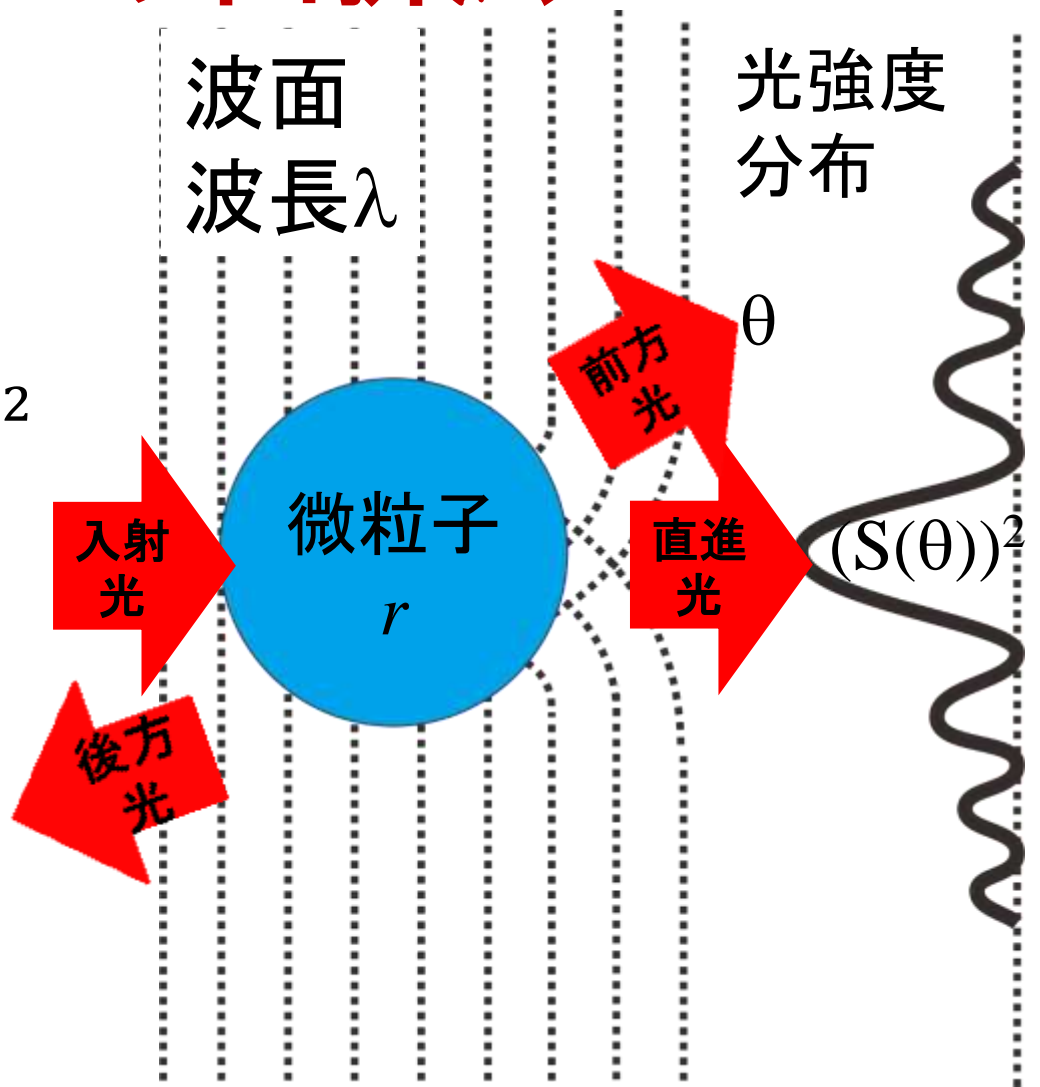 波面
波長λ
光強度
分布
θ
前方
光
2
微粒子
r
入射
光
直進
光
(S(θ))²
後方
光